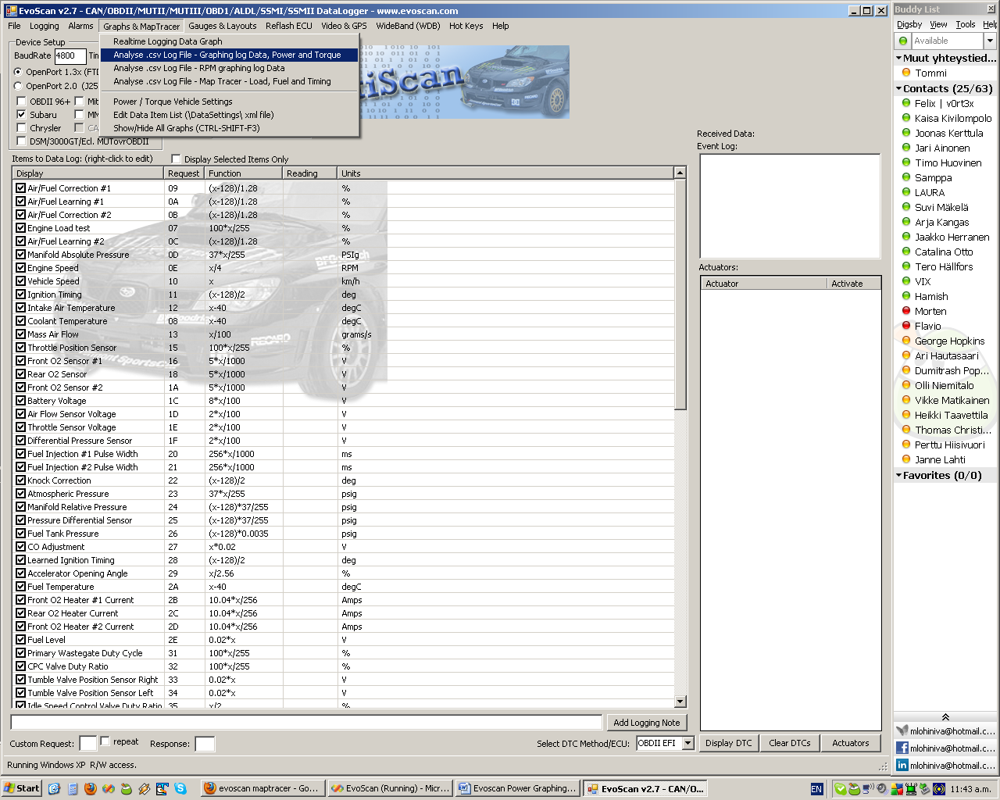 EvoScan v2.7 - CAN/OBDII/MUTII/MUTIII/OBD1/ALDL/SSMI/SSMII DataLogger - www.evoscan.com
File Logging Alarms Graphs & MapTracer Gauges & Layouts Reflash ECU Video & GPS WideBand (WDB) Hot Keys Help
Realtime Logging Data Graph
Analyse .csv Log File - Graphing log Data, Power and Torque
Analyse .csv Log File - RPM graphing log Data
Analyse .csv Log File - Map Tracer - Load, Fuel and Timing
Power / Torque Vehicle Settings
Edit Data Item List (\DataSettings\ xml file)
Show/Hide All Graphs (CTRL-SHIFT-F3)
Device Setup
BaudRate 4800 Tin
OpenPort 1.3x (FTD
OpenPort 2.0 (J25
OBDII 96+ Mit
Subaru MM
Chrysler CA
DSM/3000GT/Ecl. MUTovrOBDII
iScan
Items to Data Log: (right-click to edit) Display Selected Items Only
Display Request Function Reading Units
Air/Fuel Correction #1 09 (x-128)/1.28 %
Air/Fuel Learning #1 0A (x-128)/1.28 %
Air/Fuel Correction #2 0B (x-128)/1.28 %
Engine Load test 07 100*x/255 %
Air/Fuel Learning #2 0C (x-128)/1.28 %
Manifold Absolute Pressure 0D 37*x/255 PSIg
Engine Speed 0E x/4 RPM
Vehicle Speed 10 x km/h
Ignition Timing 11 (x-128)/2 deg
Intake Air Temperature 12 x-40 degC
Coolant Temperature 08 x-40 degC
Mass Air Flow 13 x/100 grams/s
Throttle Position Sensor 15 100*x/255 %
Front O2 Sensor #1 16 5*x/1000 V
Rear O2 Sensor 18 5*x/1000 V
Front O2 Sensor #2 1A 5*x/1000 V
Battery Voltage 1C 8*x/100 V
Air Flow Sensor Voltage 1D 2*x/100 V
Throttle Sensor Voltage 1E 2*x/100 V
Differential Pressure Sensor 1F 2*x/100 V
Fuel Injection #1 Pulse Width 20 256*x/1000 ms
Fuel Injection #2 Pulse Width 21 256*x/1000 ms
Knock Correction 22 (x-128)/2 deg
Atmospheric Pressure 23 37*x/255 psig
Manifold Relative Pressure 24 (x-128)*37/255 psig
Pressure Differential Sensor 25 (x-128)*37/255 psig
Fuel Tank Pressure 26 (x-128)*0.0035 psig
CO Adjustment 27 x*0.02 V
Learned Ignition Timing 28 (x-128)/2 deg
Accelerator Opening Angle 29 x/2.56 %
Fuel Temperature 2A x-40 degC
Front O2 Heater #1 Current 2B 10.04*x/256 Amps
Rear O2 Heater Current 2C 10.04*x/256 Amps
Front O2 Heater #2 Current 2D 10.04*x/256 Amps
Fuel Level 2E 0.02*x V
Primary Wastegate Duty Cycle 31 100*x/255 %
CPC Valve Duty Ratio 32 100*x/255 %
Tumble Valve Position Sensor Right 33 0.02*x V
Tumble Valve Position Sensor Left 34 0.02*x V
Idle Speed Control Valve Duty Ratio 35 x/2 %
RECARO
Add Logging Note
Custom Request: repeat Response: Select DTC Method/ECU: OBDII EFI Display DTC Clear DTCs Actuators
Running Windows XP R/W access.
Received Data:
Event Log:
Actuators:
Actuator Activate
Buddy List
Digsby View Tools Help
Available
Muut yhteystied...
Tommi
Contacts (25/63)
Felix | v0rt3x
Kaisa Kivilompolo
Joonas Kerttula
Jari Ainonen
Timo Huovinen
Samppa
LAURA
Suvi Mäkelä
Arja Kangas
Jaakko Herranen
Catalina Otto
Tero Hällfors
VIX
Hamish
Morten
Flavio
George Hopkins
Ari Hautasaari
Dumitrash Pop...
Olli Niemitalo
Vikke Matikainen
Heikki Taavettila
Thomas Christi...
Perttu Hiisivuori
Janne Lahti
Favorites (0/0)
mlohiniva@hotmail.c...
mlohiniva@hotmail.c...
mlohiniva@hotmail.c...
Start evoscan maptracer - Go... EvoScan (Running) - Micr... Evoscan Power Graphing... EvoScan v2.7 - CAN/O... EN 11:43 a.m.